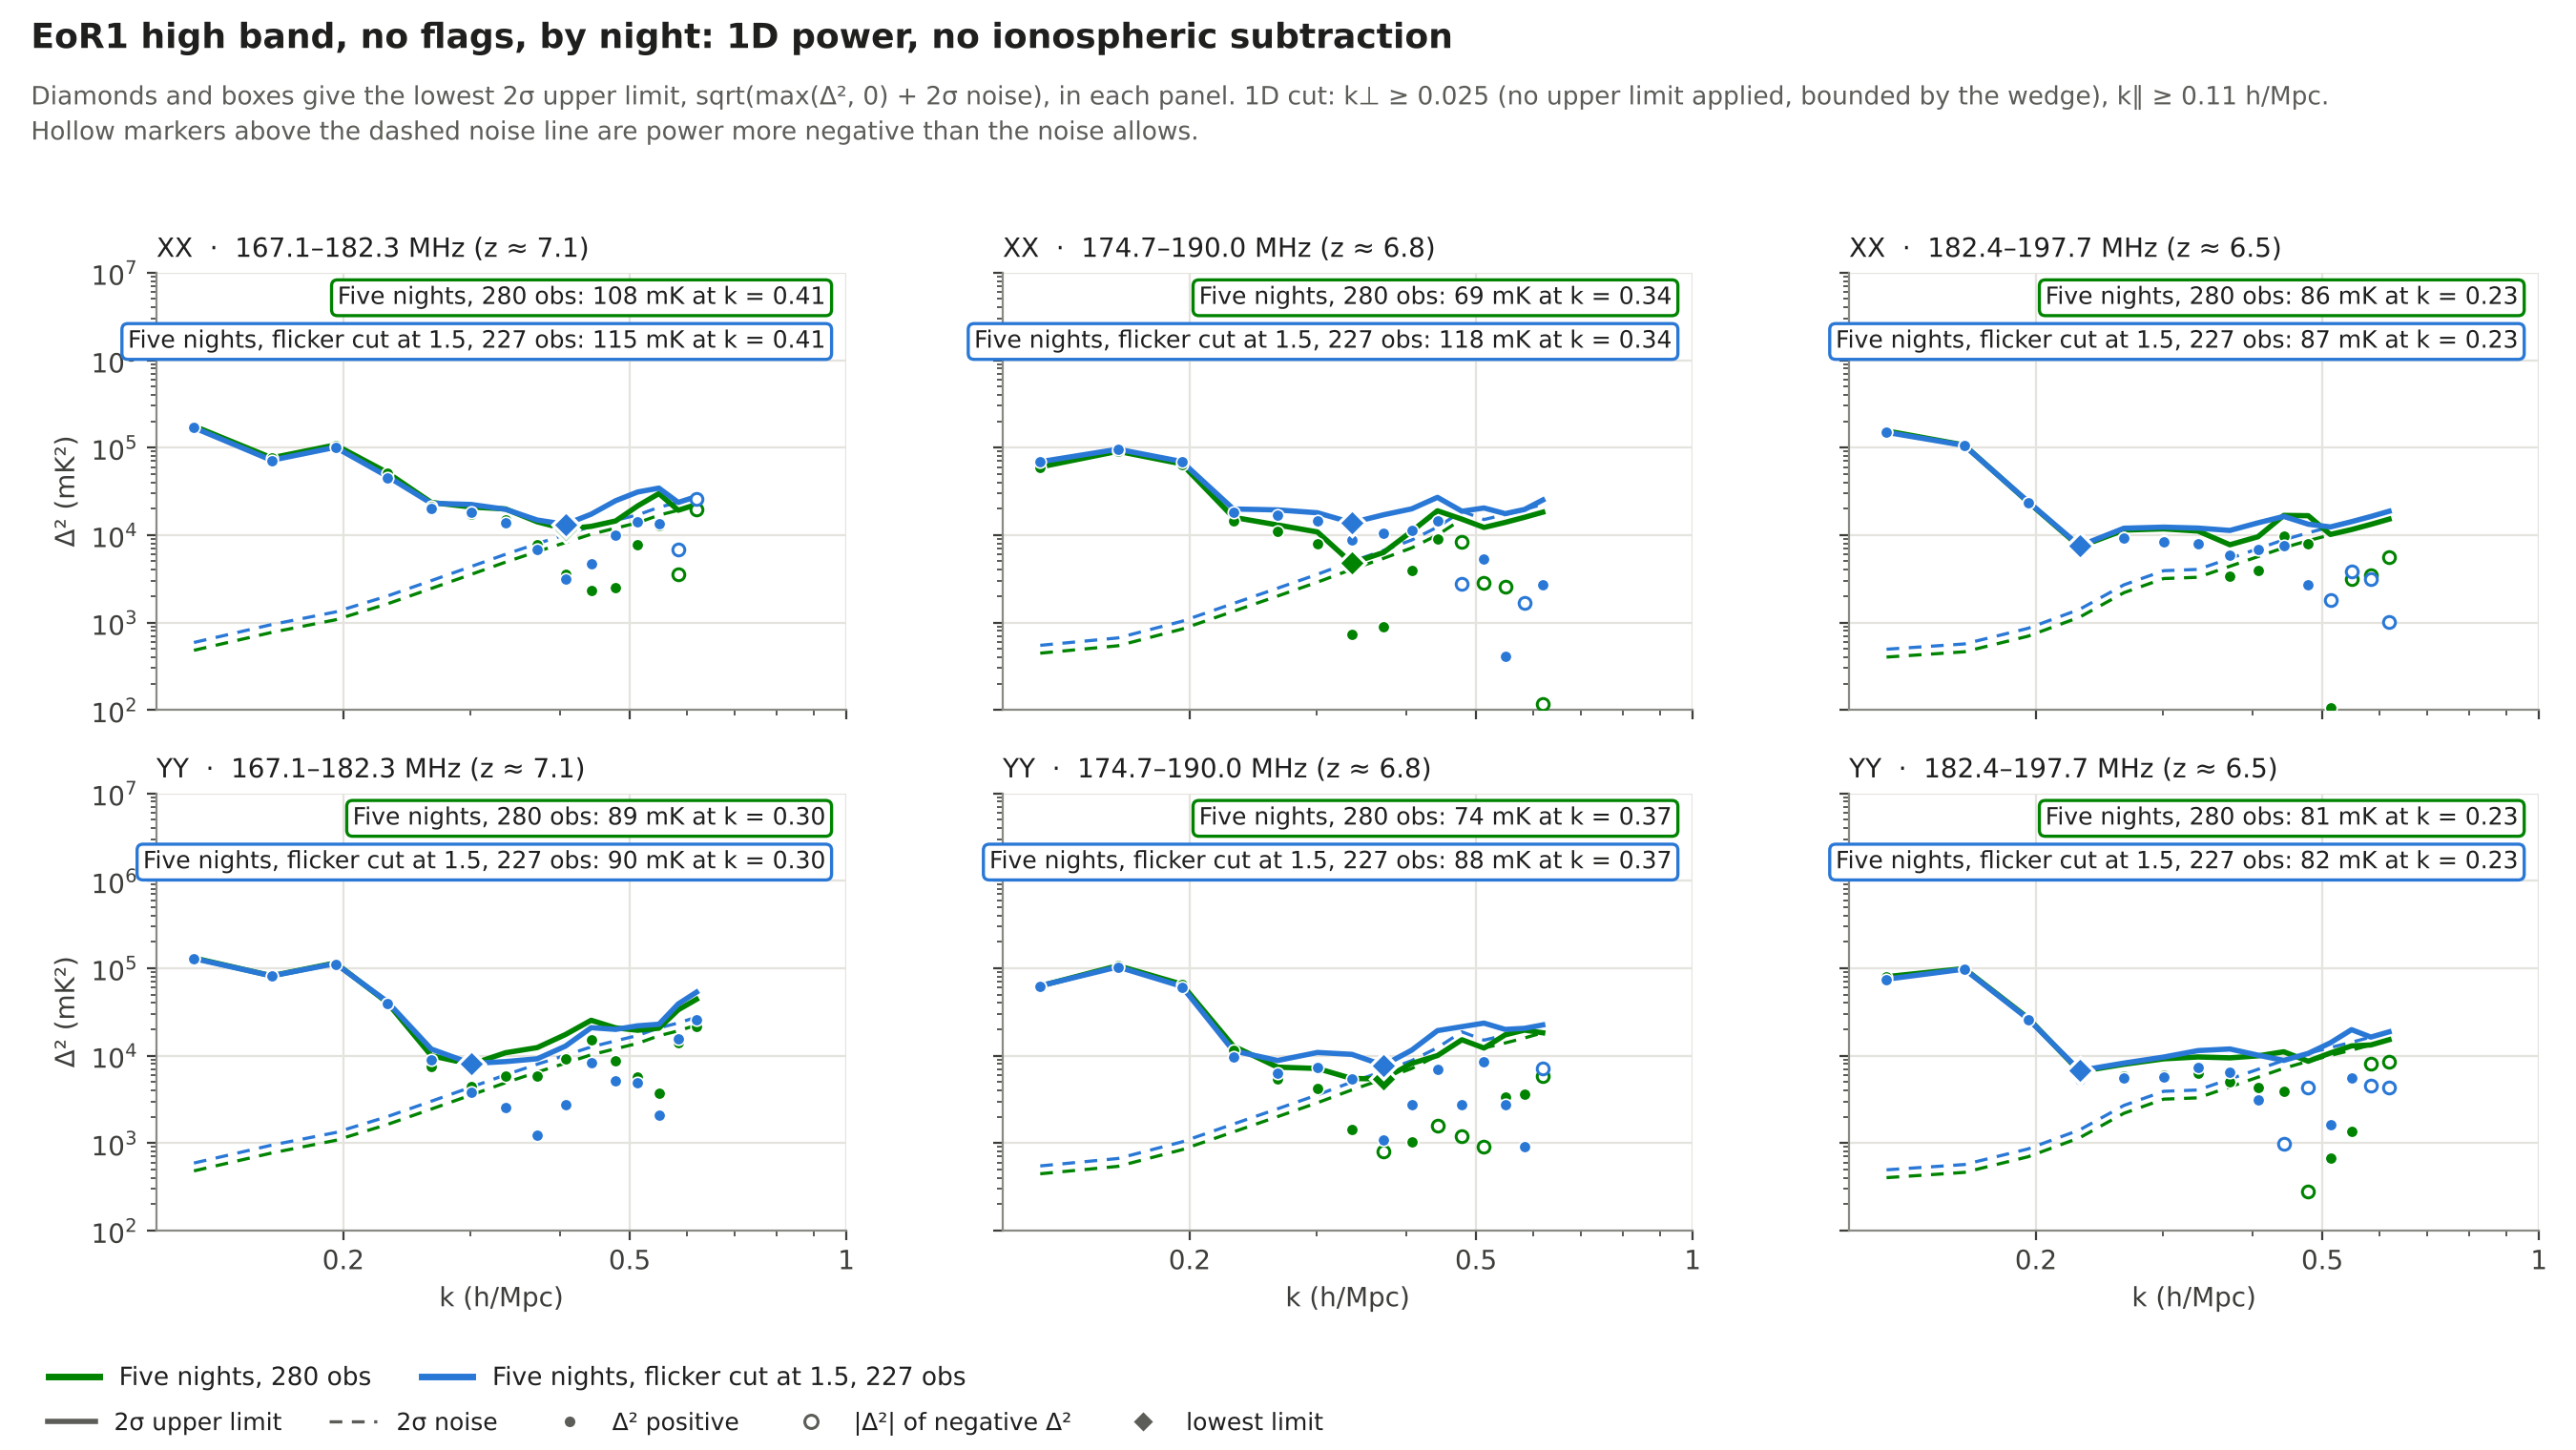 EoR1 high band, no flags, by night: 1D power, no ionospheric subtraction
Diamonds and boxes give the lowest 2σ upper limit, sqrt(max(Δ², 0) + 2σ noise), in each panel. 1D cut: k⊥ ≥ 0.025 (no upper limit applied, bounded by the wedge), k∥ ≥ 0.11 h/Mpc.
Hollow markers above the dashed noise line are power more negative than the noise allows.
XX · 167.1–182.3 MHz (z ≈ 7.1)
Five nights, 280 obs: 108 mK at k = 0.41
Five nights, flicker cut at 1.5, 227 obs: 115 mK at k = 0.41
10⁷
10⁵
10⁴
10³
10²
Δ² (mK²)
XX · 174.7–190.0 MHz (z ≈ 6.8)
Five nights, 280 obs: 69 mK at k = 0.34
Five nights, flicker cut at 1.5, 227 obs: 118 mK at k = 0.34
XX · 182.4–197.7 MHz (z ≈ 6.5)
Five nights, 280 obs: 86 mK at k = 0.23
Five nights, flicker cut at 1.5, 227 obs: 87 mK at k = 0.23
YY · 167.1–182.3 MHz (z ≈ 7.1)
Five nights, 280 obs: 89 mK at k = 0.30
Five nights, flicker cut at 1.5, 227 obs: 90 mK at k = 0.30
10⁷
10⁶
10⁵
10⁴
10³
10²
Δ² (mK²)
0.2 0.5 1
k (h/Mpc)
YY · 174.7–190.0 MHz (z ≈ 6.8)
Five nights, 280 obs: 74 mK at k = 0.37
Five nights, flicker cut at 1.5, 227 obs: 88 mK at k = 0.37
0.2 0.5 1
k (h/Mpc)
YY · 182.4–197.7 MHz (z ≈ 6.5)
Five nights, 280 obs: 81 mK at k = 0.23
Five nights, flicker cut at 1.5, 227 obs: 82 mK at k = 0.23
0.2 0.5 1
k (h/Mpc)
Five nights, 280 obs
Five nights, flicker cut at 1.5, 227 obs
2σ upper limit
2σ noise
Δ² positive
|Δ²| of negative Δ²
lowest limit